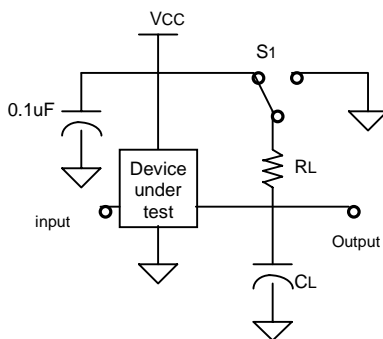 VCC
S1
0.1uF
Device
under
test
RL
input
Output
CL